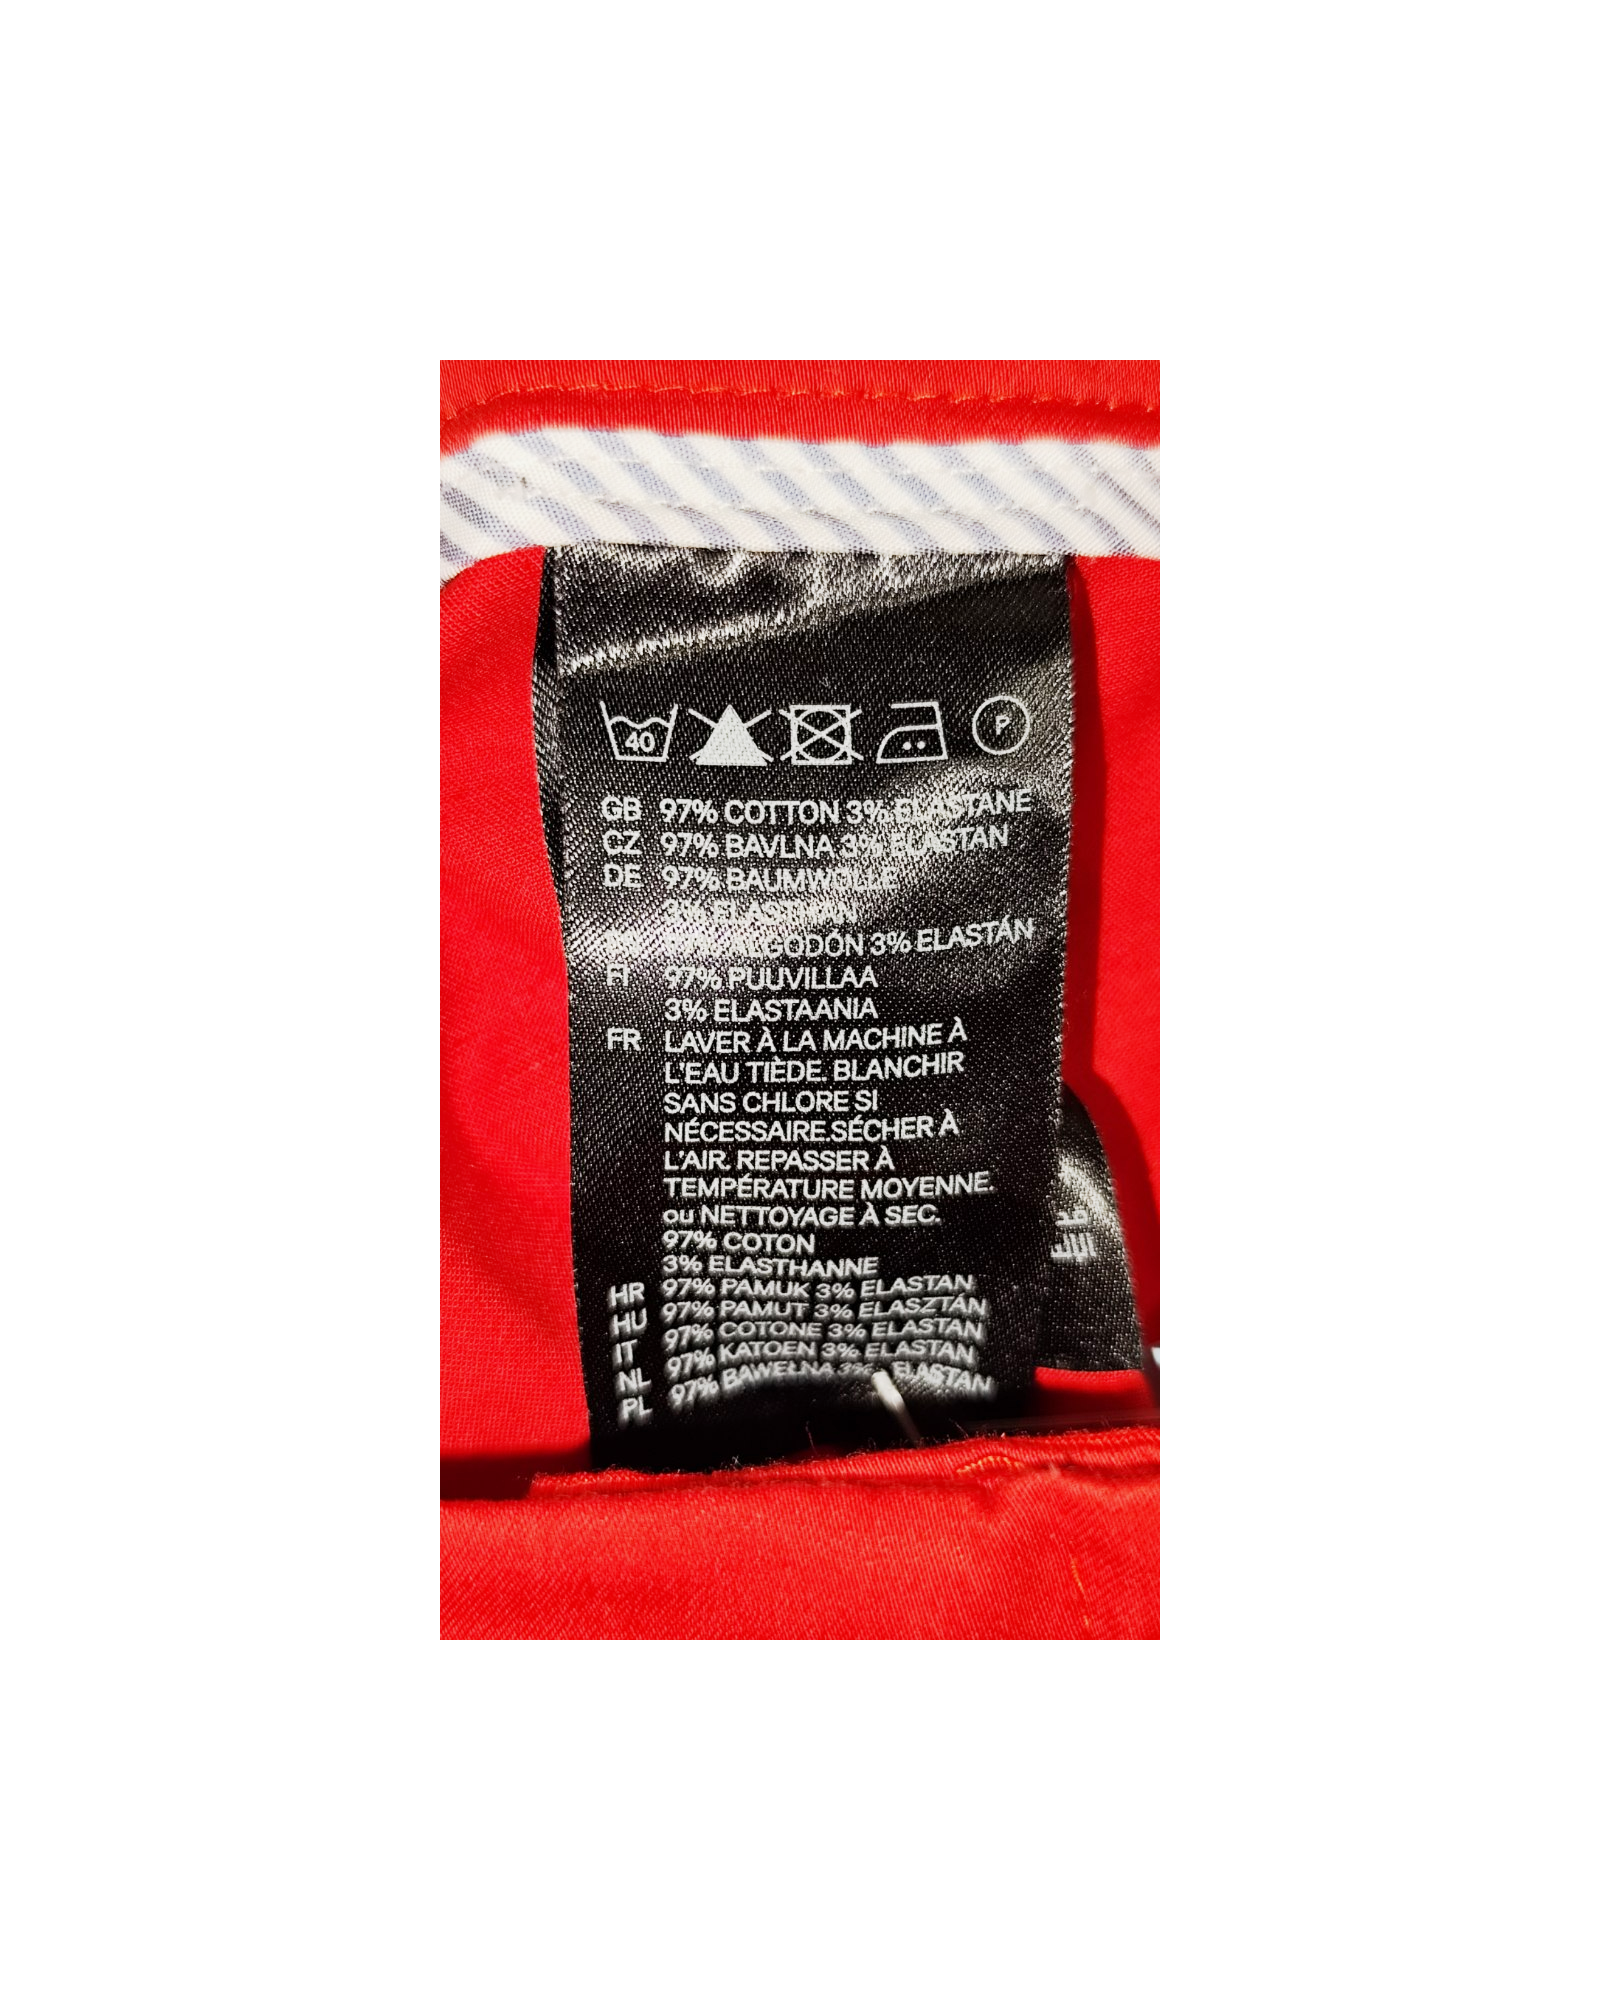 40
P
GB 97% COTTON 3% ELASTANE
CZ 97% BAVLNA 3% ELASTAN
DE 97% BAUMWOLLE
3% ELASTHAN
ALGODÓN 3% ELASTÁN
FI 97% PUUVILLAA
3% ELASTAANIA
FR LAVER À LA MACHINE À
L'EAU TIÈDE. BLANCHIR
SANS CHLORE SI
NÉCESSAIRE.SÉCHER À
L'AIR. REPASSER À
TEMPÉRATURE MOYENNE.
ou NETTOYAGE À SEC.
97% COTON
3% ELASTHANNE
HR 97% PAMUK 3% ELASTAN
HU 97% PAMUT 3% ELASZTÁN
IT 97% COTONE 3% ELASTAN
NL 97% KATOEN 3% ELASTAN
PL 97% BAWEŁNA 3% ELASTAN